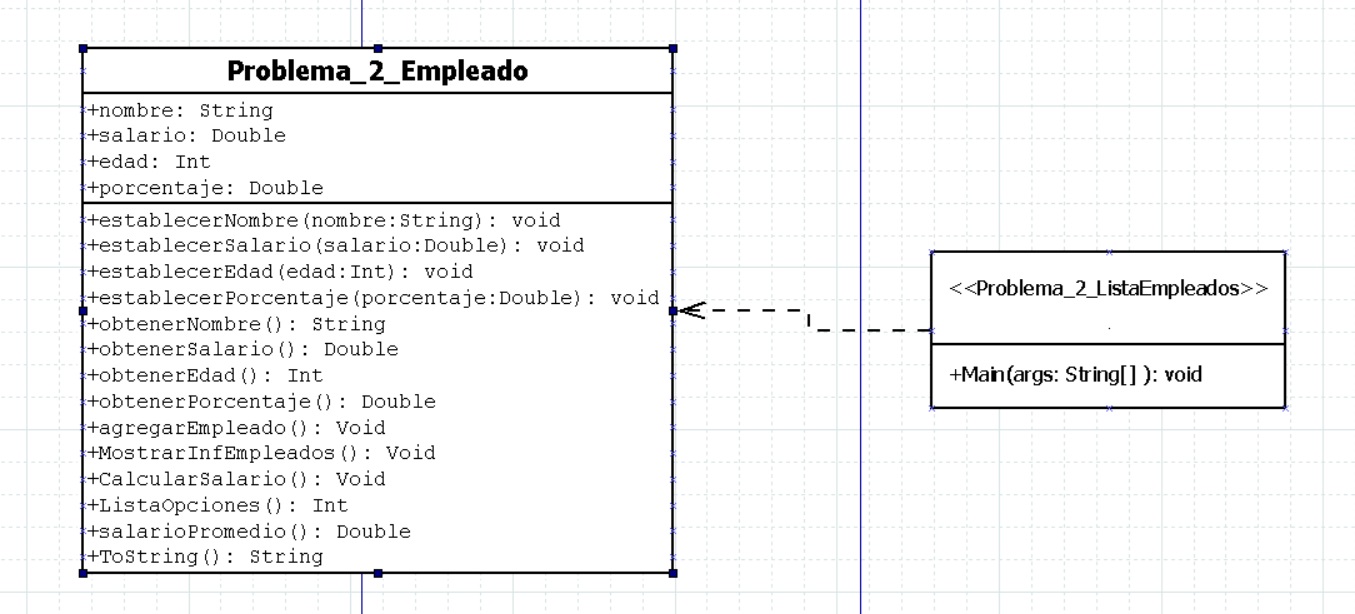 Problema_2_Empleado
+nombre: String
+salario: Double
+edad: Int
+porcentaje: Double
+establecerNombre(nombre:String): void
+establecerSalario(salario:Double): void
+establecerEdad(edad:Int): void
+establecerPorcentaje(porcentaje:Double): void
+obtenerNombre(): String
+obtenerSalario(): Double
+obtenerEdad(): Int
+obtenerPorcentaje(): Double
+agregarEmpleado(): Void
+MostrarInfEmpleados(): Void
+CalcularSalario(): Void
+ListaOpciones(): Int
+salarioPromedio(): Double
+ToString(): String
<<Problema_2_ListaEmpleados>>
.
+Main(args: String[] ): void